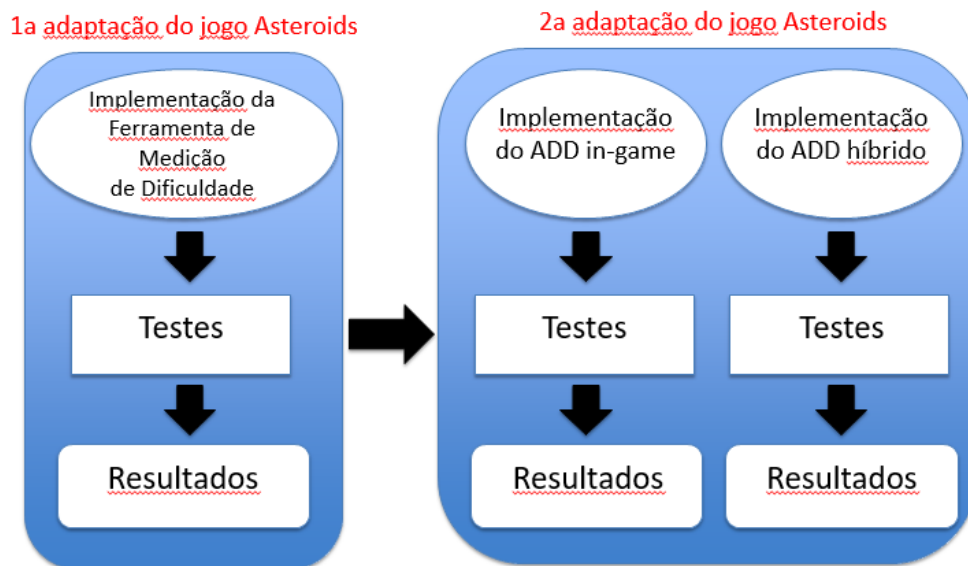 1a adaptação do jogo Asteroids
Implementação da
Ferramenta de
Medição
de Dificuldade
Testes
Resultados
2a adaptação do jogo Asteroids
Implementação
do ADD in-game
Testes
Resultados
Implementação
do ADD híbrido
Testes
Resultados